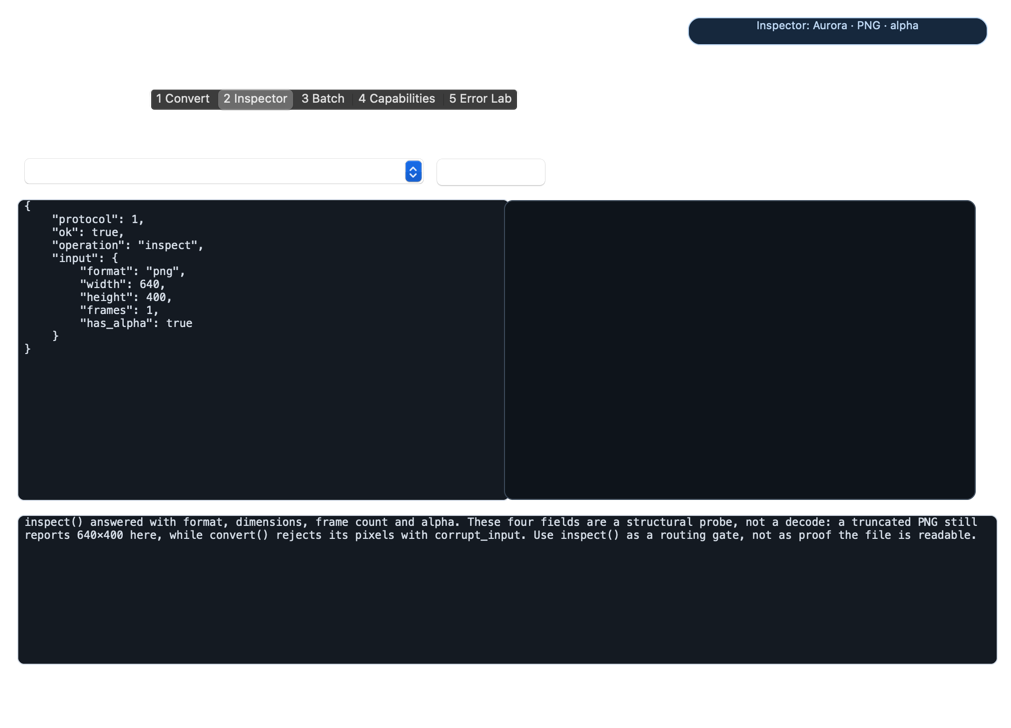 Inspector: Aurora · PNG · alpha
1 Convert 2 Inspector 3 Batch 4 Capabilities 5 Error Lab
{
    "protocol": 1,
    "ok": true,
    "operation": "inspect",
    "input": {
        "format": "png",
        "width": 640,
        "height": 400,
        "frames": 1,
        "has_alpha": true
    }
}
inspect() answered with format, dimensions, frame count and alpha. These four fields are a structural probe, not a decode: a truncated PNG still
reports 640×400 here, while convert() rejects its pixels with corrupt_input. Use inspect() as a routing gate, not as proof the file is readable.